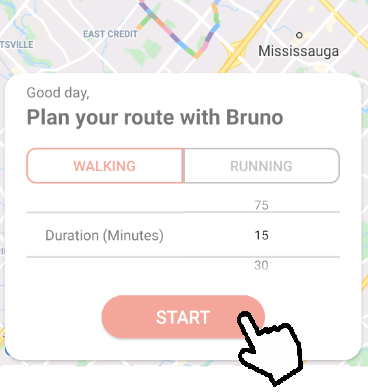 TSVILLE
EAST CREDIT
Mississauga
Good day,
Plan your route with Bruno
WALKING RUNNING
75
Duration (Minutes) 15
30
START